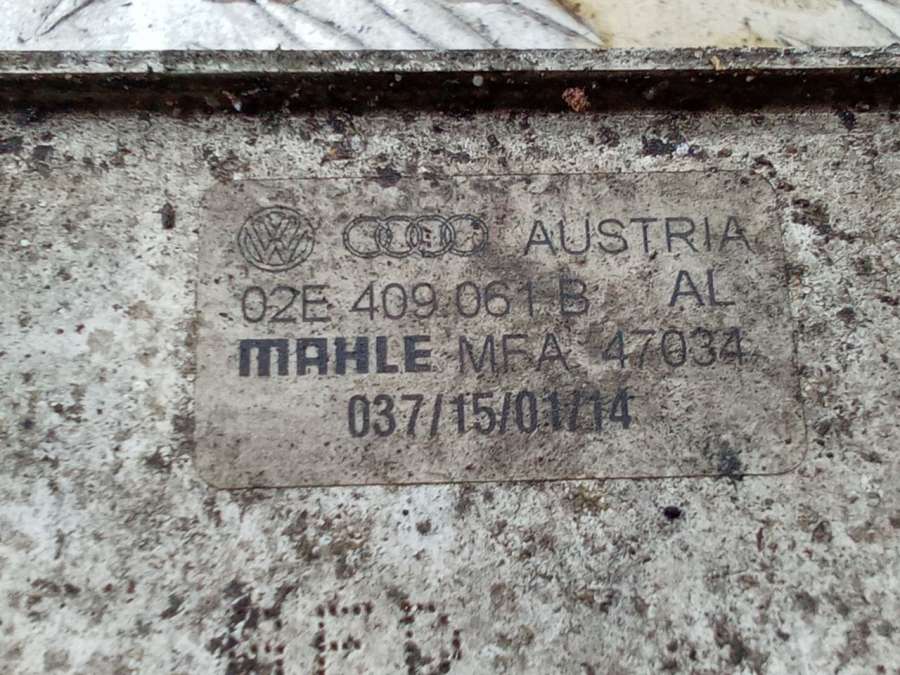 AUSTRIA
02E 409 061 B AL
MAHLE MFA 47034
037/15/01/14